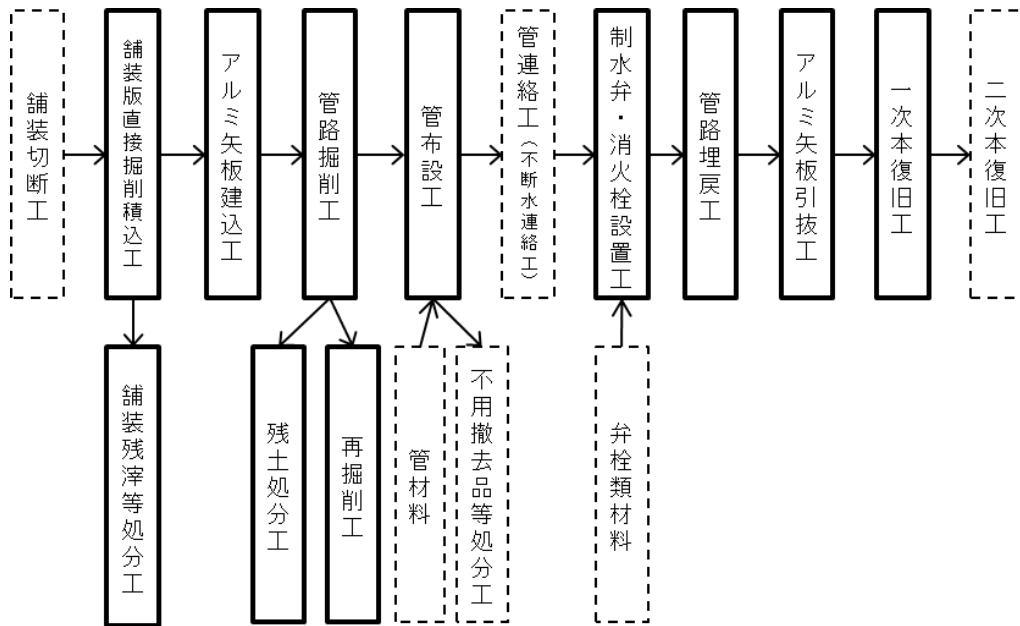 舗装切断工
舗装版直接掘削積込工
アルミ矢板建込工
管路掘削工
管布設工
管連絡工（不断水連絡工）
制水弁・消火栓設置工
管路埋戻工
アルミ矢板引抜工
一次本復旧工
二次本復旧工
舗装残滓等処分工
残土処分工
再掘削工
管材料
不用撤去品等処分工
弁栓類材料